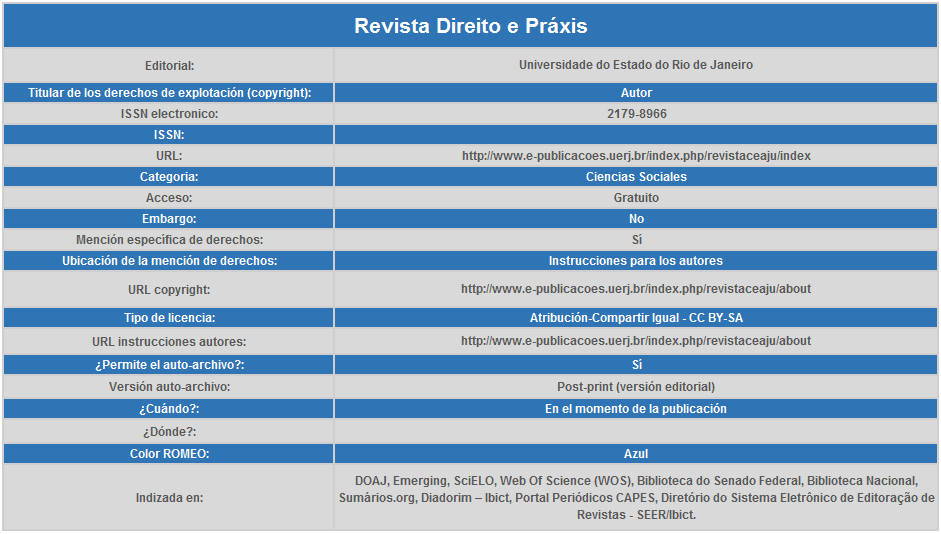 Revista Direito e Práxis
Editorial: Universidade do Estado do Rio de Janeiro
Titular de los derechos de explotación (copyright): Autor
ISSN electronico: 2179-8966
ISSN:
URL: http://www.e-publicacoes.uerj.br/index.php/revistaceaju/index
Categoria: Ciencias Sociales
Acceso: Gratuito
Embargo: No
Mención específica de derechos: Sí
Ubicación de la mención de derechos: Instrucciones para los autores
URL copyright: http://www.e-publicacoes.uerj.br/index.php/revistaceaju/about
Tipo de licencia: Atribución-Compartir Igual - CC BY-SA
URL instrucciones autores: http://www.e-publicacoes.uerj.br/index.php/revistaceaju/about
¿Permite el auto-archivo?: Sí
Versión auto-archivo: Post-print (versión editorial)
¿Cuándo?: En el momento de la publicación
¿Dónde?:
Color ROMEO: Azul
Indizada en: DOAJ, Emerging, SciELO, Web Of Science (WOS), Biblioteca do Senado Federal, Biblioteca Nacional,
Sumários.org, Diadorim – Ibict, Portal Periódicos CAPES, Diretório do Sistema Eletrônico de Editoração de
Revistas - SEER/Ibict.